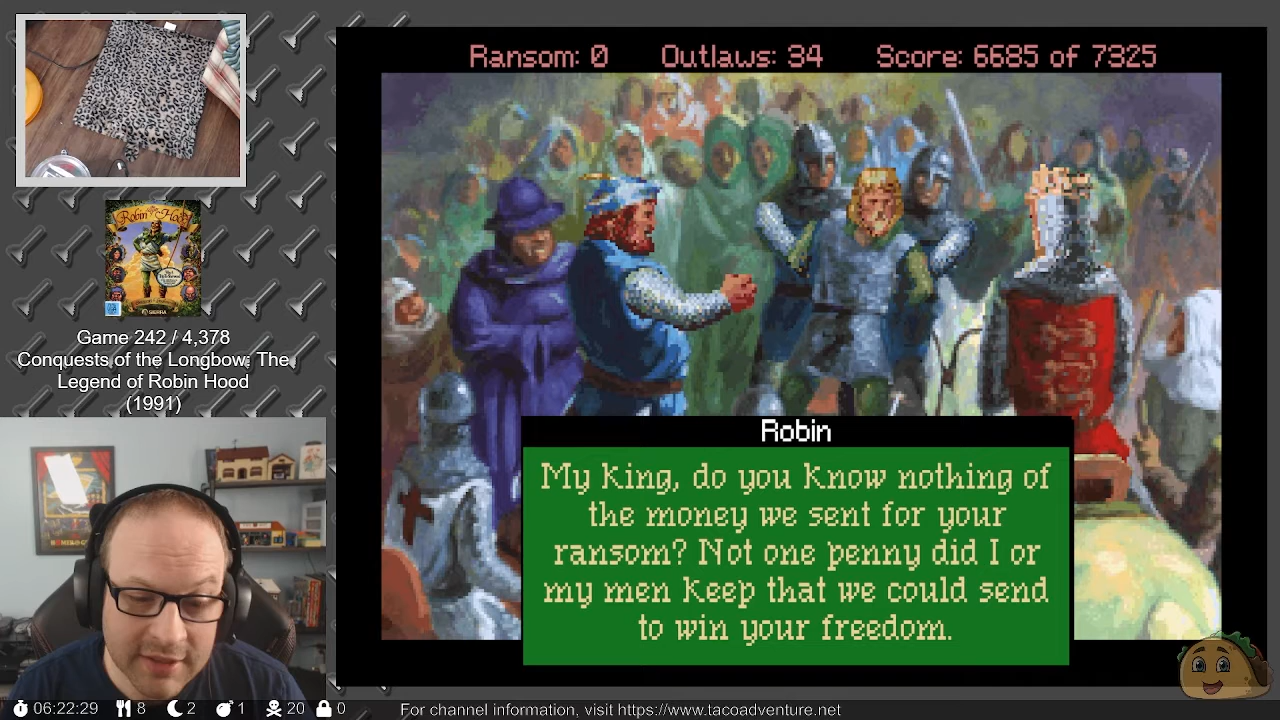 Ransom: 0 Outlaws: 34 Score: 6685 of 7325
Robin Hood
SIERRA
Game 242 / 4,378
Conquests of the Longbow: The
Legend of Robin Hood
(1991)
Robin
My King, do you know nothing of
the money we sent for your
ransom? Not one penny did I or
my men keep that we could send
to win your freedom.
06:22:29 8 2 1 20 0
For channel information, visit https://www.tacoadventure.net